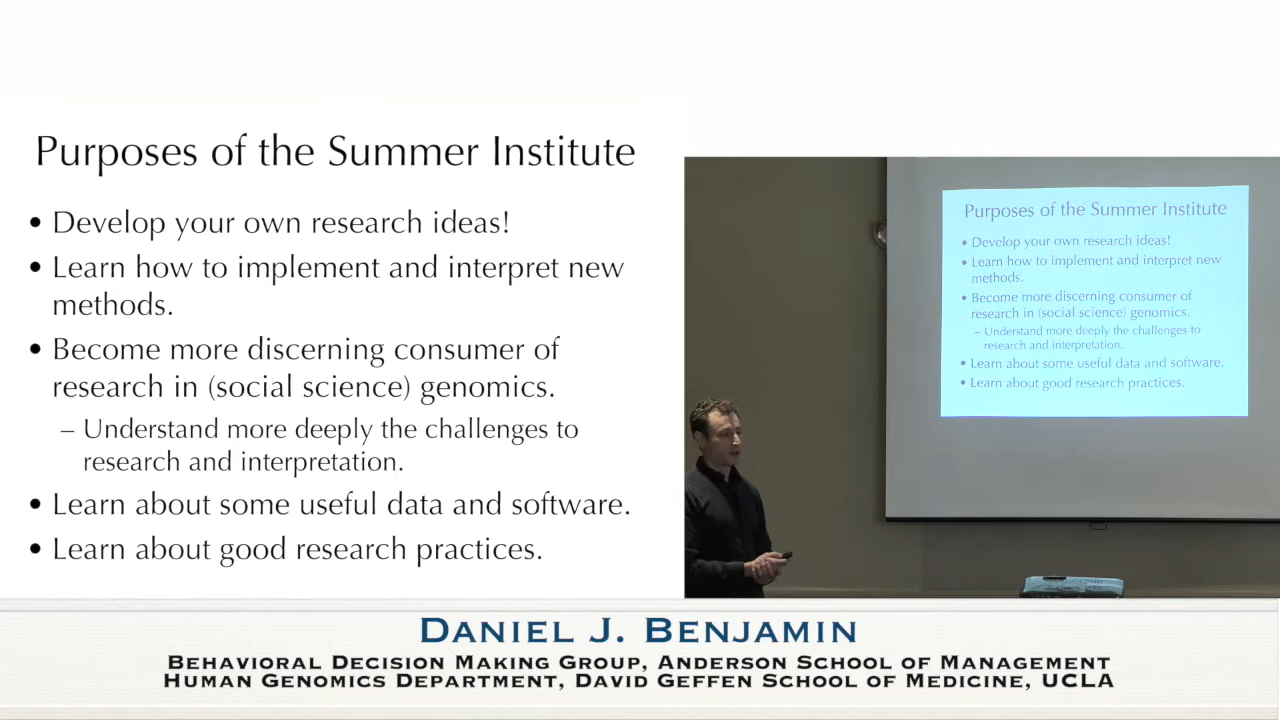 Purposes of the Summer Institute
• Develop your own research ideas!
• Learn how to implement and interpret new
methods.
• Become more discerning consumer of
research in (social science) genomics.
– Understand more deeply the challenges to
research and interpretation.
• Learn about some useful data and software.
• Learn about good research practices.
Purposes of the Summer Institute
• Develop your own research ideas!
• Learn how to implement and interpret new
methods.
• Become more discerning consumer of
research in (social science) genomics.
– Understand more deeply the challenges to
research and interpretation.
• Learn about some useful data and software.
• Learn about good research practices.
DANIEL J. BENJAMIN
BEHAVIORAL DECISION MAKING GROUP, ANDERSON SCHOOL OF MANAGEMENT
HUMAN GENOMICS DEPARTMENT, DAVID GEFFEN SCHOOL OF MEDICINE, UCLA